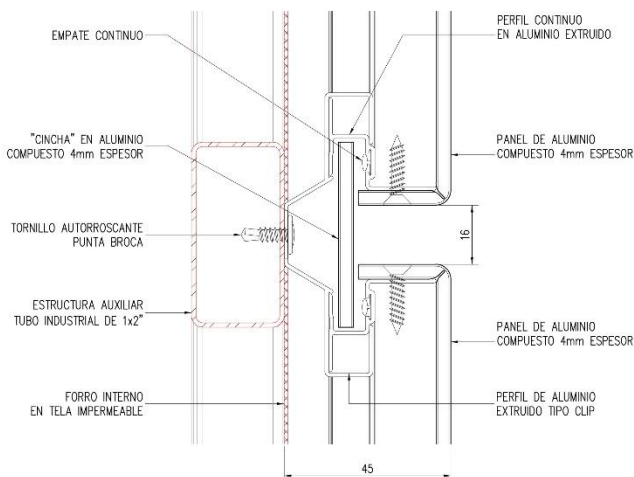 EMPATE CONTINUO
"CINCHA" EN ALUMINIO
COMPUESTO 4mm ESPESOR
TORNILLO AUTORROSCANTE
PUNTA BROCA
ESTRUCTURA AUXILIAR
TUBO INDUSTRIAL DE 1x2"
FORRO INTERNO
EN TELA IMPERMEABLE
PERFIL CONTINUO
EN ALUMINIO EXTRUIDO
PANEL DE ALUMINIO
COMPUESTO 4mm ESPESOR
16
PANEL DE ALUMINIO
COMPUESTO 4mm ESPESOR
PERFIL DE ALUMINIO
EXTRUIDO TIPO CLIP
45